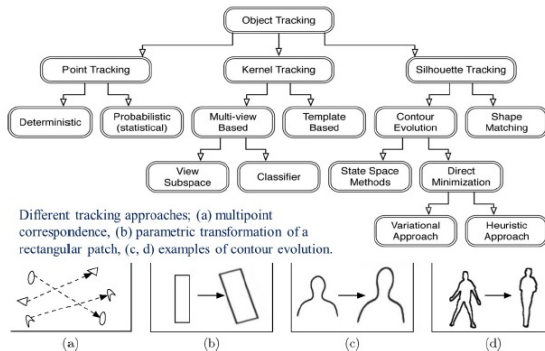 Object Tracking
Point Tracking
Kernel Tracking
Silhouette Tracking
Deterministic
Probabilistic
(statistical)
Multi-view
Based
Template
Based
Contour
Evolution
Shape
Matching
View
Subspace
Classifier
State Space
Methods
Direct
Minimization
Variational
Approach
Heuristic
Approach
Different tracking approaches; (a) multipoint
correspondence, (b) parametric transformation of a
rectangular patch, (c, d) examples of contour evolution.
(a)
(b)
(c)
(d)